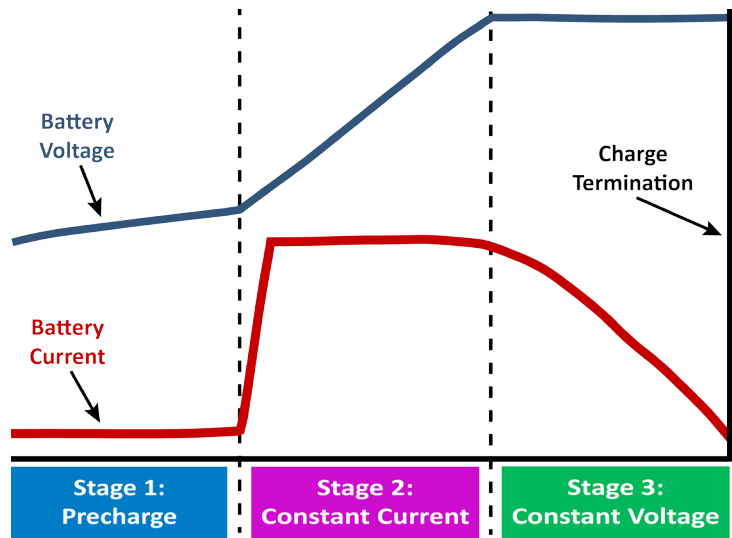 Battery
Voltage
Charge
Termination
Battery
Current
Stage 1:
Precharge
Stage 2:
Constant Current
Stage 3:
Constant Voltage